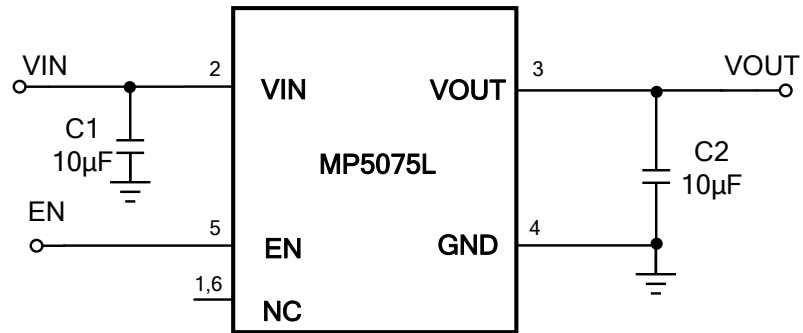 VIN
2
VIN
VOUT
3
VOUT
C1
10μF
MP5075L
C2
10μF
EN
5
EN
GND
4
1,6
NC